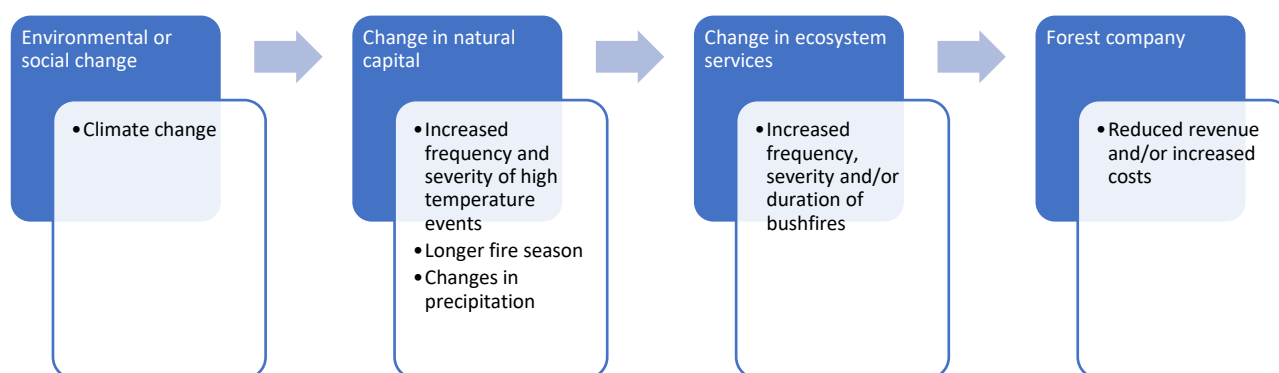 Environmental or
social change
•Climate change
Change in natural
capital
•Increased
frequency and
severity of high
temperature
events
•Longer fire season
•Changes in
precipitation
Change in ecosystem
services
•Increased
frequency,
severity and/or
duration of
bushfires
Forest company
•Reduced revenue
and/or increased
costs